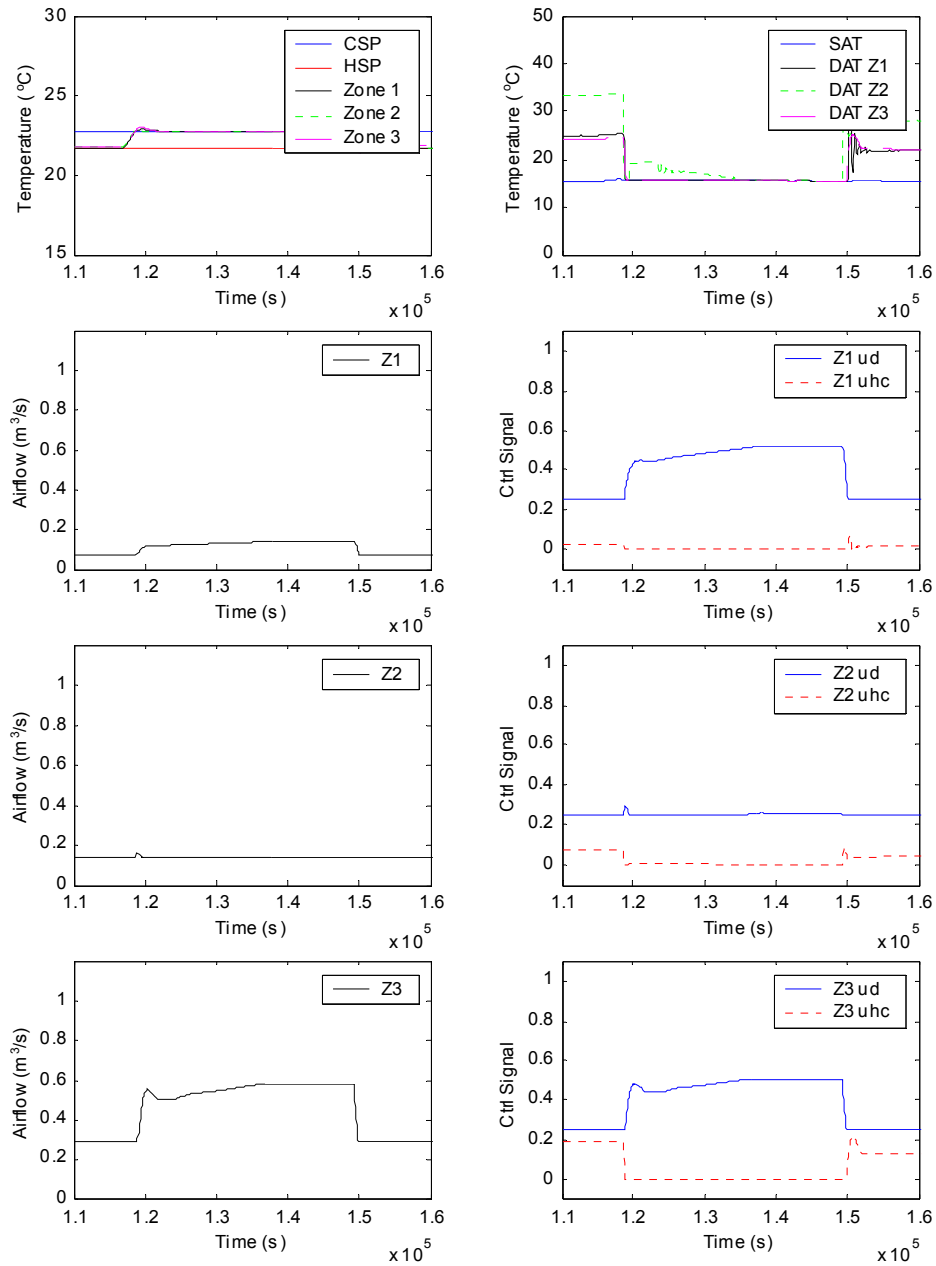 30
25
20
15
Temperature ( °C)
CSP
HSP
Zone 1
Zone 2
Zone 3
1.1 1.2 1.3 1.4 1.5 1.6
Time (s)
x 10^5
50
40
30
20
10
0
Temperature ( °C)
SAT
DAT Z1
DAT Z2
DAT Z3
1.1 1.2 1.3 1.4 1.5 1.6
Time (s)
x 10^5
1
0.8
0.6
0.4
0.2
0
Airflow (m³/s)
Z1
1.1 1.2 1.3 1.4 1.5 1.6
Time (s)
x 10^5
1
0.8
0.6
0.4
0.2
0
Ctrl Signal
Z1 ud
Z1 uhc
1.1 1.2 1.3 1.4 1.5 1.6
Time (s)
x 10^5
1
0.8
0.6
0.4
0.2
0
Airflow (m³/s)
Z2
1.1 1.2 1.3 1.4 1.5 1.6
Time (s)
x 10^5
1
0.8
0.6
0.4
0.2
0
Ctrl Signal
Z2 ud
Z2 uhc
1.1 1.2 1.3 1.4 1.5 1.6
Time (s)
x 10^5
1
0.8
0.6
0.4
0.2
0
Airflow (m³/s)
Z3
1.1 1.2 1.3 1.4 1.5 1.6
Time (s)
x 10^5
1
0.8
0.6
0.4
0.2
0
Ctrl Signal
Z3 ud
Z3 uhc
1.1 1.2 1.3 1.4 1.5 1.6
Time (s)
x 10^5